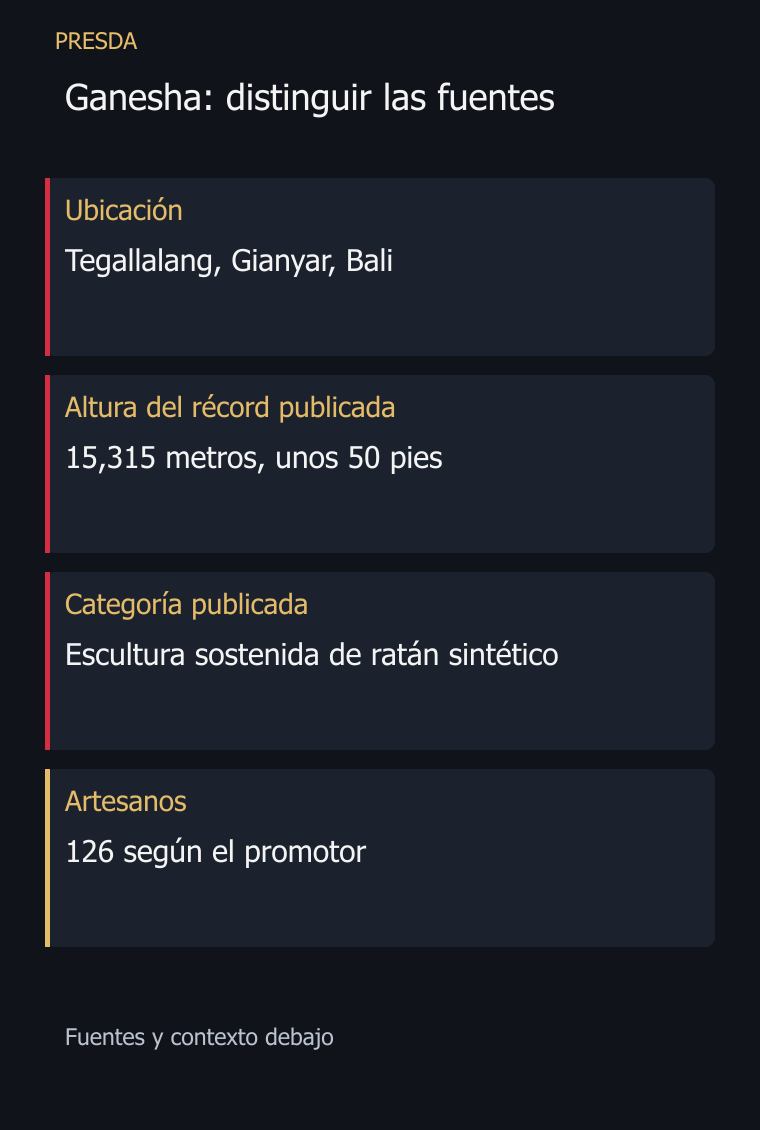 PRESDA
Ganesha: distinguir las fuentes
Ubicación
Tegallalang, Gianyar, Bali
Altura del récord publicada
15,315 metros, unos 50 pies
Categoría publicada
Escultura sostenida de ratán sintético
Artesanos
126 según el promotor
Fuentes y contexto debajo